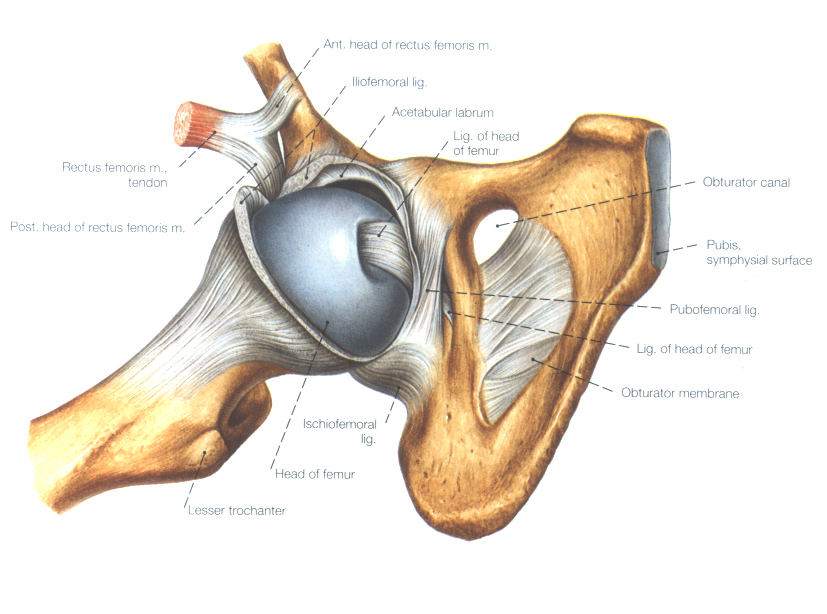 Ant. head of rectus femoris m.
Iliofemoral lig.
Acetabular labrum
Lig. of head
of femur
Rectus femoris m.,
tendon
Obturator canal
Post. head of rectus femoris m.
Pubis,
symphysial surface
Pubofemoral lig.
Lig. of head of femur
Obturator membrane
Ischiofemoral
lig.
Head of femur
Lesser trochanter